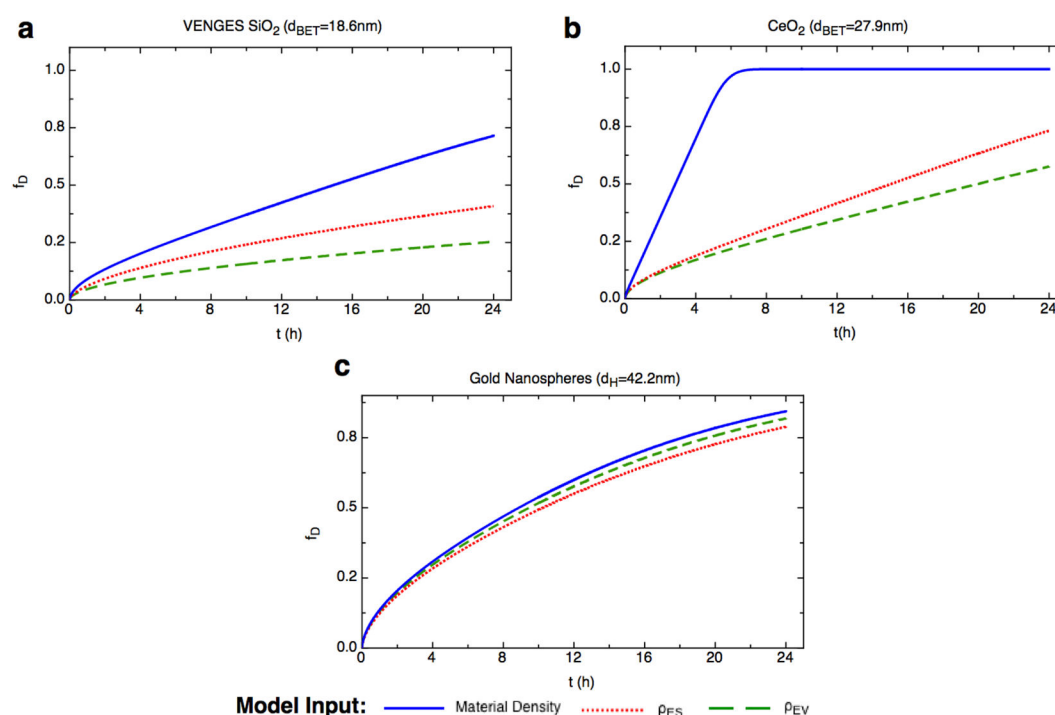 a
VENGES SiO2 (dBET=18.6nm)
1.0
0.8
0.5
0.2
0.0
fD
0 4 8 12 16 20 24
t (h)
b
CeO2 (dBET=27.9nm)
1.0
0.8
0.5
0.2
0.0
fD
0 4 8 12 16 20 24
t(h)
c
Gold Nanospheres (dH=42.2nm)
0.8
0.5
0.2
0.0
fD
0 4 8 12 16 20 24
t (h)
Model Input: Material Density ρES ρEV